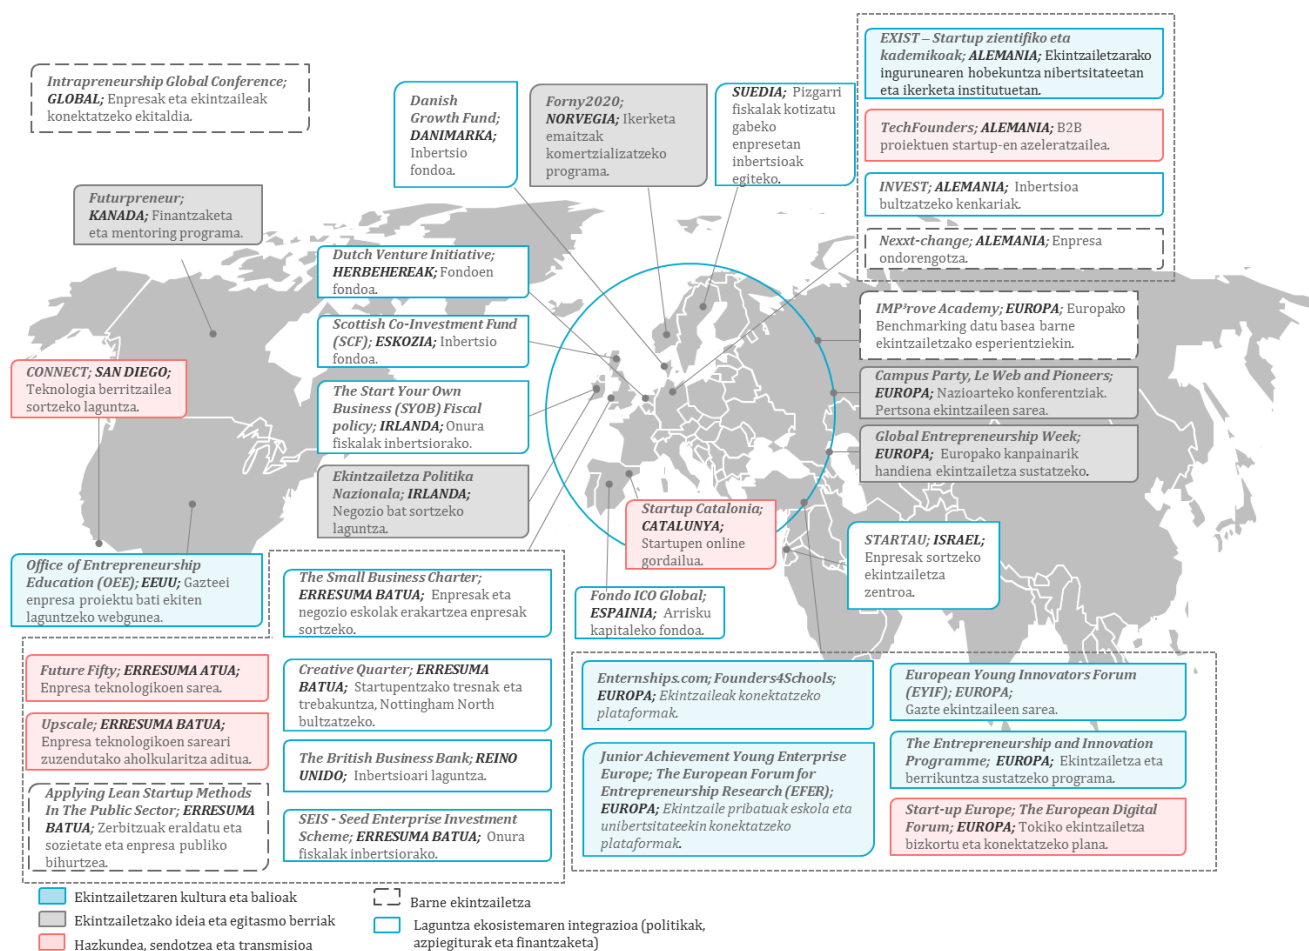 Intrapreneurship Global Conference;
GLOBAL; Enpresak eta ekintzaileak
konektatzeko ekitaldia.
Danish
Growth Fund;
DANIMARKA;
Inbertsio
fondoa.
Forny2020;
NORVEGIA; Ikerketa
emaitzak
komertzializatzeko
programa.
SUEDIA; Pizgarri
fiskalak kotizatu
gabeko
enpresetan
inbertsioak
egiteko.
EXIST – Startup zientifiko eta
kademikoak; ALEMANIA; Ekintzailetzarako
ingurunearen hobekuntza nibertsitateetan
eta ikerketa institutuetan.
TechFounders; ALEMANIA; B2B
proiektuen startup-en azeleratzailea.
INVEST; ALEMANIA; Inbertsioa
bultzatzeko kenkariak.
Nexxt-change; ALEMANIA; Enpresa
ondorengotza.
Futurpreneur;
KANADA; Finantzaketa
eta mentoring programa.
Dutch Venture Initiative;
HERBEHEREAK; Fondoen
fondoa.
Scottish Co-Investment Fund
(SCF); ESKOZIA; Inbertsio
fondoa.
The Start Your Own
Business (SYOB) Fiscal
policy; IRLANDA; Onura
fiskalak inbertsiorako.
Ekintzailetza Politika
Nazionala; IRLANDA;
Negozio bat sortzeko
laguntza.
IMP³rove Academy; EUROPA; Europako
Benchmarking datu basea barne
ekintzailetzako esperientziekin.
Campus Party, Le Web and Pioneers;
EUROPA; Nazioarteko konferentziak.
Pertsona ekintzaileen sarea.
Global Entrepreneurship Week;
EUROPA; Europako kanpainarik
handiena ekintzailetza sustatzeko.
CONNECT; SAN DIEGO;
Teknologia berritzailea
sortzeko laguntza.
Startup Catalonia;
CATALUNYA;
Startupen online
gordailua.
STARTAU; ISRAEL;
Enpresak sortzeko
ekintzailetza
zentroa.
Office of Entrepreneurship
Education (OEE); EEUU; Gazteei
enpresa proiektu bati ekiten
laguntzeko webgunea.
The Small Business Charter;
ERRESUMA BATUA; Enpresak eta
negozio eskolak erakartzea enpresak
sortzeko.
Fondo ICO Global;
ESPAINIA; Arrisku
kapitaleko fondoa.
Future Fifty; ERRESUMA ATUA;
Enpresa teknologikoen sarea.
Creative Quarter; ERRESUMA
BATUA; Startupentzako tresnak eta
trebakuntza, Nottingham North
bultzatzeko.
Upscale; ERRESUMA BATUA;
Enpresa teknologikoen sareari
zuzendutako aholkularitza aditua.
The British Business Bank; REINO
UNIDO; Inbertsioari laguntza.
Applying Lean Startup Methods
In The Public Sector; ERRESUMA
BATUA; Zerbitzuak eraldatu eta
sozietate eta enpresa publiko
bihurtzea.
SEIS - Seed Enterprise Investment
Scheme; ERRESUMA BATUA; Onura
fiskalak inbertsiorako.
Enternships.com; Founders4Schools;
EUROPA; Ekintzaileak konektatzeko
plataformak.
Junior Achievement Young Enterprise
Europe; The European Forum for
Entrepreneurship Research (EFER);
EUROPA; Ekintzaile pribatuak eskola eta
unibertsitateekin konektatzeko
plataformak.
European Young Innovators Forum
(EYIF); EUROPA;
Gazte ekintzaileen sarea.
The Entrepreneurship and Innovation
Programme; EUROPA; Ekintzailetza eta
berrikuntza sustatzeko programa.
Start-up Europe; The European Digital
Forum; EUROPA; Tokiko ekintzailetza
bizkortu eta konektatzeko plana.
Ekintzailetzaren kultura eta balioak
Ekintzailetzako ideia eta egitasmo berriak
Hazkundea, sendotzea eta transmisioa
Barne ekintzailetza
Laguntza ekosistemaren integrazioa (politikak,
azpiegiturak eta finantzaketa)